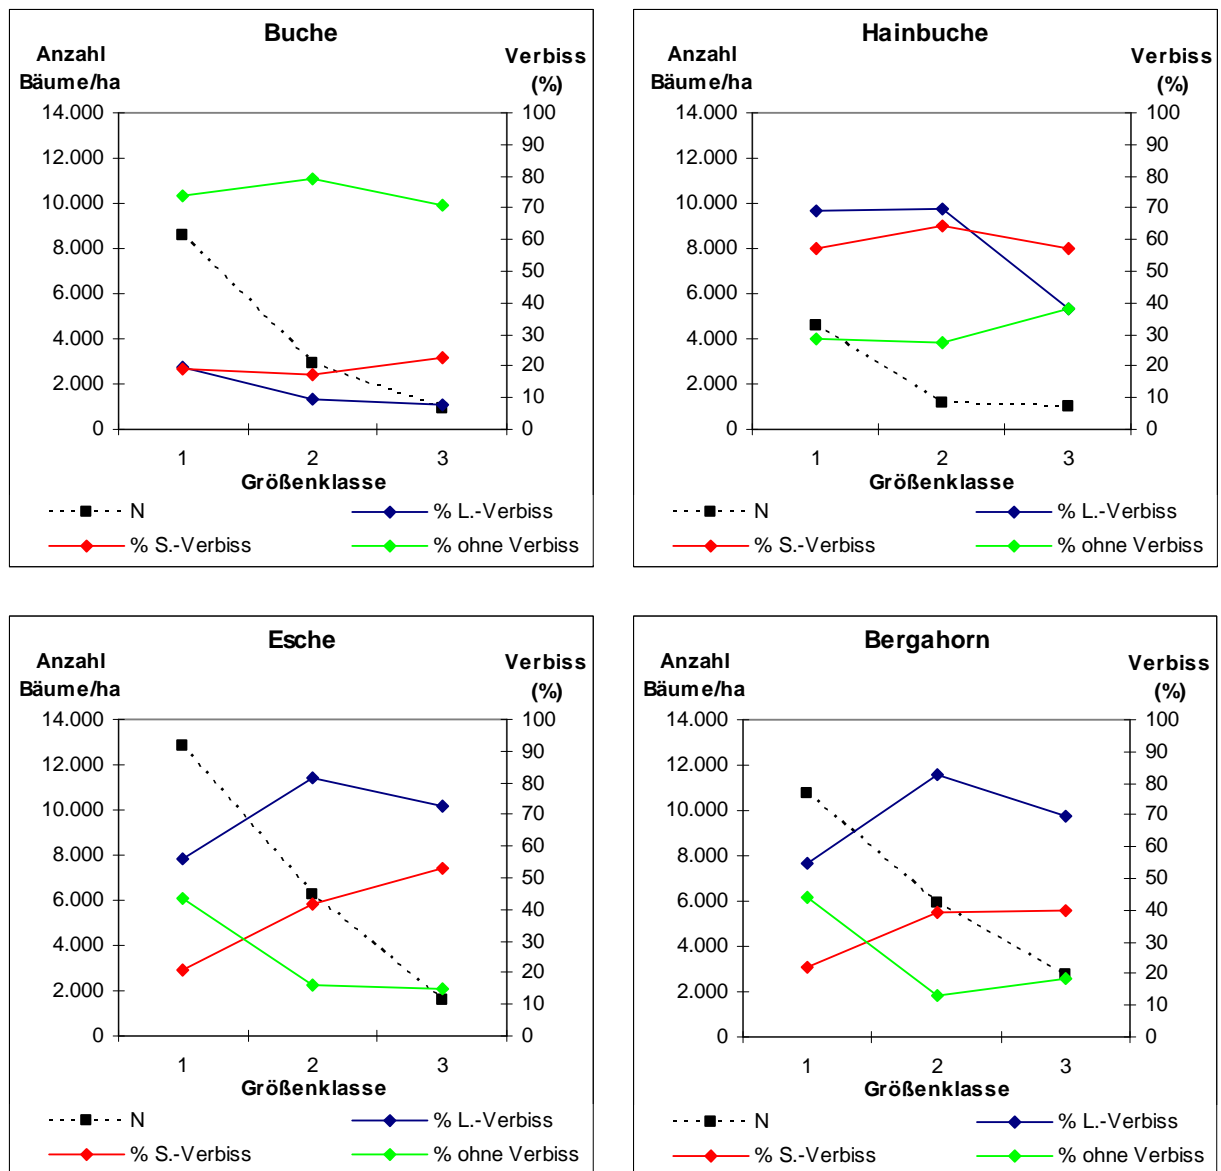 Buche
Anzahl
Bäume/ha
Verbiss
(%)
14.000
12.000
10.000
8.000
6.000
4.000
2.000
0
100
90
80
70
60
50
40
30
20
10
0
1 2 3
Größenklasse
N % L.-Verbiss
% S.-Verbiss % ohne Verbiss
Hainbuche
Anzahl
Bäume/ha
Verbiss
(%)
14.000
12.000
10.000
8.000
6.000
4.000
2.000
0
100
90
80
70
60
50
40
30
20
10
0
1 2 3
Größenklasse
N % L.-Verbiss
% S.-Verbiss % ohne Verbiss
Esche
Anzahl
Bäume/ha
Verbiss
(%)
14.000
12.000
10.000
8.000
6.000
4.000
2.000
0
100
90
80
70
60
50
40
30
20
10
0
1 2 3
Größenklasse
N % L.-Verbiss
% S.-Verbiss % ohne Verbiss
Bergahorn
Anzahl
Bäume/ha
Verbiss
(%)
14.000
12.000
10.000
8.000
6.000
4.000
2.000
0
100
90
80
70
60
50
40
30
20
10
0
1 2 3
Größenklasse
N % L.-Verbiss
% S.-Verbiss % ohne Verbiss